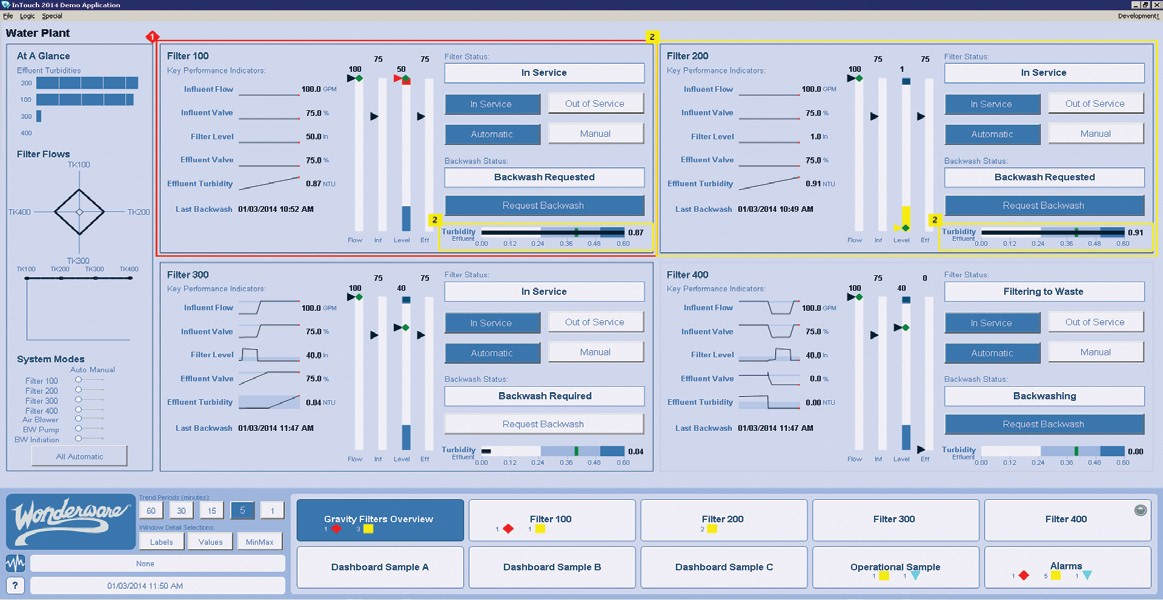 InTouch 2014 Demo Application
File Logic Special
Development!
Water Plant
At A Glance
Effluent Turbidities
200
100
300
400
Filter Flows
TK100
TK400
TK200
TK300
TK100 TK200 TK300 TK400
System Modes
Auto Manual
Filter 100
Filter 200
Filter 300
Filter 400
Air Blower
BW Pump
BW Initiation
All Automatic
1
2
Filter 100
Key Performance Indicators:
Influent Flow 100.0 GPM
Influent Valve 75.0 %
Filter Level 50.0 in
Effluent Valve 75.0 %
Effluent Turbidity 0.87 NTU
Last Backwash 01/03/2014 10:52 AM
100 75 50 75
Flow Inf Level Eff
Filter Status:
In Service
In Service Out of Service
Automatic Manual
Backwash Status:
Backwash Requested
Request Backwash
2
Turbidity 0.87
Effluent 0.00 0.12 0.24 0.36 0.48 0.60
Filter 200
Key Performance Indicators:
Influent Flow 100.0 GPM
Influent Valve 75.0 %
Filter Level 1.0 in
Effluent Valve 75.0 %
Effluent Turbidity 0.91 NTU
Last Backwash 01/03/2014 10:49 AM
100 75 1 75
Flow Inf Level Eff
Filter Status:
In Service
In Service Out of Service
Automatic Manual
Backwash Status:
Backwash Requested
Request Backwash
2
Turbidity 0.91
Effluent 0.00 0.12 0.24 0.36 0.48 0.60
Filter 300
Key Performance Indicators:
Influent Flow 100.0 GPM
Influent Valve 75.0 %
Filter Level 40.0 in
Effluent Valve 75.0 %
Effluent Turbidity 0.04 NTU
Last Backwash 01/03/2014 11:47 AM
100 75 40 75
Flow Inf Level Eff
Filter Status:
In Service
In Service Out of Service
Automatic Manual
Backwash Status:
Backwash Required
Request Backwash
Turbidity 0.04
Effluent 0.00 0.12 0.24 0.36 0.48 0.60
Filter 400
Key Performance Indicators:
Influent Flow 100.0 GPM
Influent Valve 75.0 %
Filter Level 40.0 in
Effluent Valve 0.0 %
Effluent Turbidity 0.00 NTU
Last Backwash 01/03/2014 11:47 AM
100 75 40 0
Flow Inf Level Eff
Filter Status:
Filtering to Waste
In Service Out of Service
Automatic Manual
Backwash Status:
Backwashing
Request Backwash
Turbidity 0.00
Effluent 0.00 0.12 0.24 0.36 0.48 0.60
Wonderware
Trend Periods (minutes):
60 30 15 5 1
Window Detail Selections:
Labels Values MinMax
None
? 01/03/2014 11:50 AM
Gravity Filters Overview
1 3
Filter 100
1 1
Filter 200
2
Filter 300
Filter 400
Dashboard Sample A
Dashboard Sample B
Dashboard Sample C
Operational Sample
1 1
Alarms
1 5 1